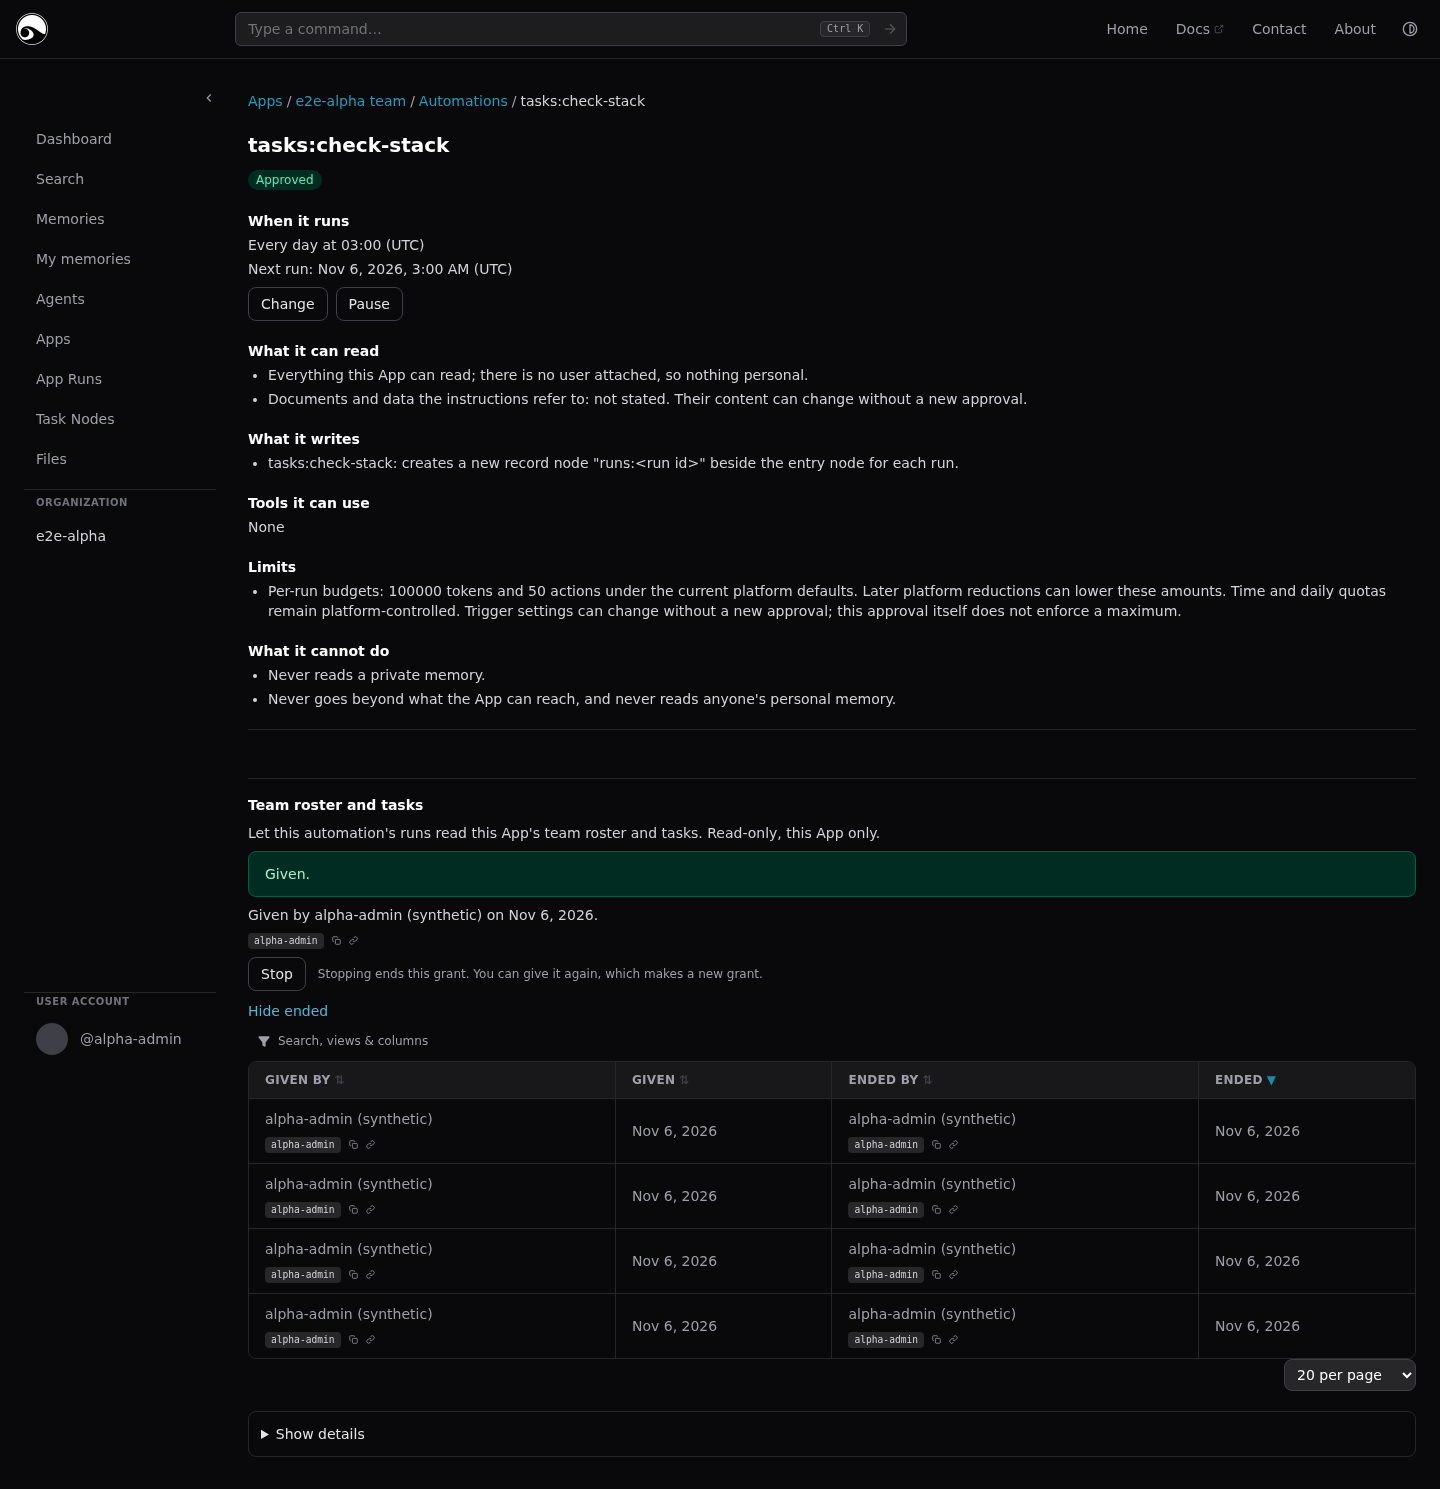 Type a command...
Ctrl K
Home
Docs
Contact
About
Dashboard
Search
Memories
My memories
Agents
Apps
App Runs
Task Nodes
Files
ORGANIZATION
e2e-alpha
USER ACCOUNT
@alpha-admin
Apps / e2e-alpha team / Automations / tasks:check-stack
tasks:check-stack
Approved
When it runs
Every day at 03:00 (UTC)
Next run: Nov 6, 2026, 3:00 AM (UTC)
Change
Pause
What it can read
• Everything this App can read; there is no user attached, so nothing personal.
• Documents and data the instructions refer to: not stated. Their content can change without a new approval.
What it writes
• tasks:check-stack: creates a new record node "runs:<run id>" beside the entry node for each run.
Tools it can use
None
Limits
• Per-run budgets: 100000 tokens and 50 actions under the current platform defaults. Later platform reductions can lower these amounts. Time and daily quotas
remain platform-controlled. Trigger settings can change without a new approval; this approval itself does not enforce a maximum.
What it cannot do
• Never reads a private memory.
• Never goes beyond what the App can reach, and never reads anyone's personal memory.
Team roster and tasks
Let this automation's runs read this App's team roster and tasks. Read-only, this App only.
Given.
Given by alpha-admin (synthetic) on Nov 6, 2026.
alpha-admin
Stop
Stopping ends this grant. You can give it again, which makes a new grant.
Hide ended
Search, views & columns
GIVEN BY
GIVEN
ENDED BY
ENDED
alpha-admin (synthetic)
alpha-admin
Nov 6, 2026
alpha-admin (synthetic)
alpha-admin
Nov 6, 2026
alpha-admin (synthetic)
alpha-admin
Nov 6, 2026
alpha-admin (synthetic)
alpha-admin
Nov 6, 2026
alpha-admin (synthetic)
alpha-admin
Nov 6, 2026
alpha-admin (synthetic)
alpha-admin
Nov 6, 2026
alpha-admin (synthetic)
alpha-admin
Nov 6, 2026
alpha-admin (synthetic)
alpha-admin
Nov 6, 2026
20 per page
Show details